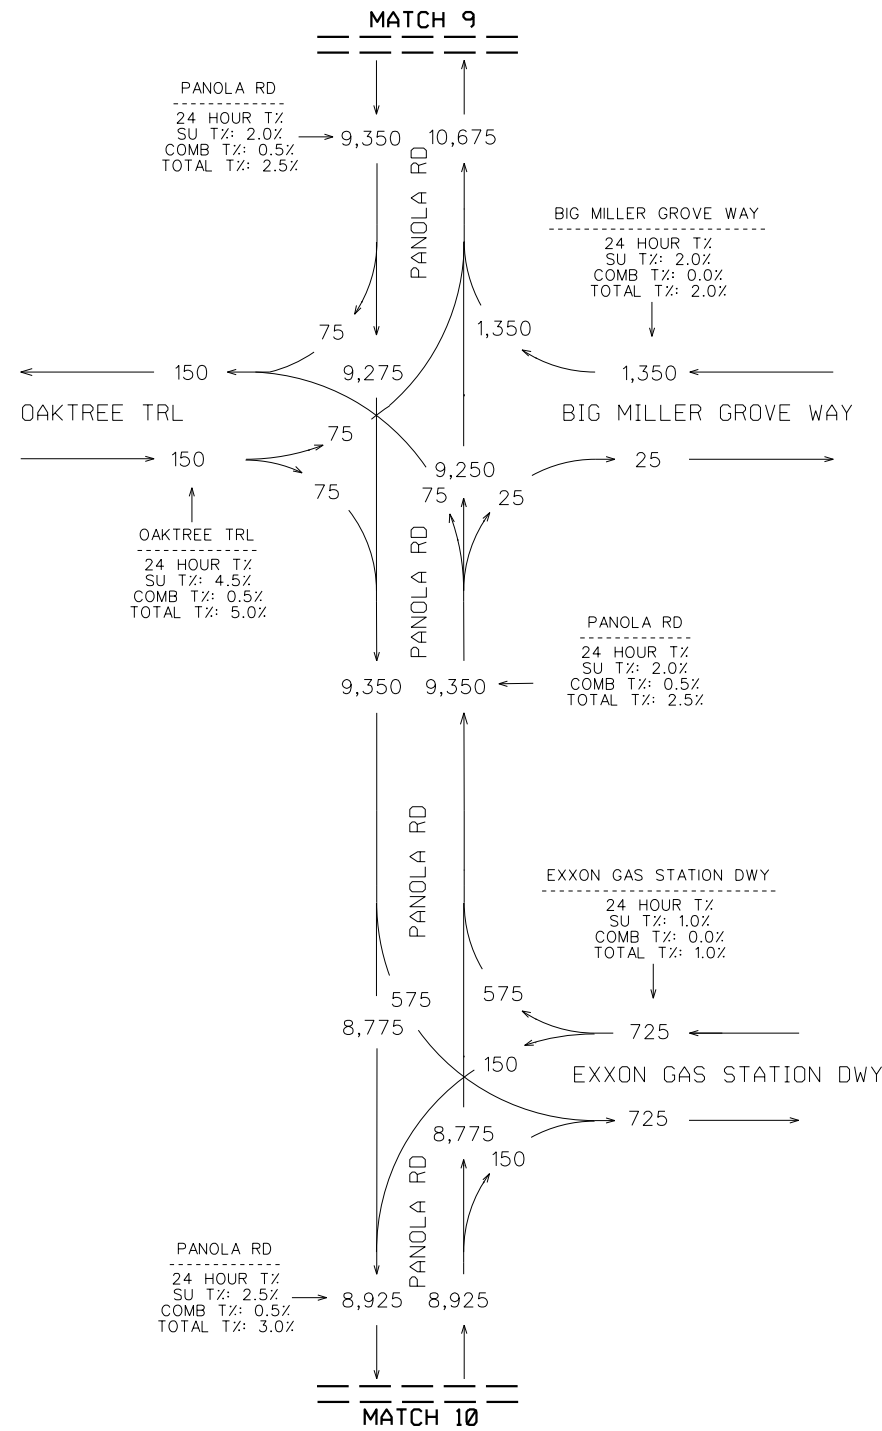 MATCH 9
PANOLA RD
24 HOUR T%
SU T%: 2.0%
COMB T%: 0.5%
TOTAL T%: 2.5%
9,350 10,675
PANOLA RD
BIG MILLER GROVE WAY
24 HOUR T%
SU T%: 2.0%
COMB T%: 0.0%
TOTAL T%: 2.0%
75
1,350
150
9,275
1,350
OAKTREE TRL
BIG MILLER GROVE WAY
75
150
9,250
25
75
75
25
OAKTREE TRL
24 HOUR T%
SU T%: 4.5%
COMB T%: 0.5%
TOTAL T%: 5.0%
PANOLA RD
PANOLA RD
24 HOUR T%
SU T%: 2.0%
COMB T%: 0.5%
TOTAL T%: 2.5%
9,350 9,350
PANOLA RD
EXXON GAS STATION DWY
24 HOUR T%
SU T%: 1.0%
COMB T%: 0.0%
TOTAL T%: 1.0%
575
575
8,775
725
150
EXXON GAS STATION DWY
725
8,775
150
PANOLA RD
PANOLA RD
24 HOUR T%
SU T%: 2.5%
COMB T%: 0.5%
TOTAL T%: 3.0%
8,925 8,925
MATCH 10